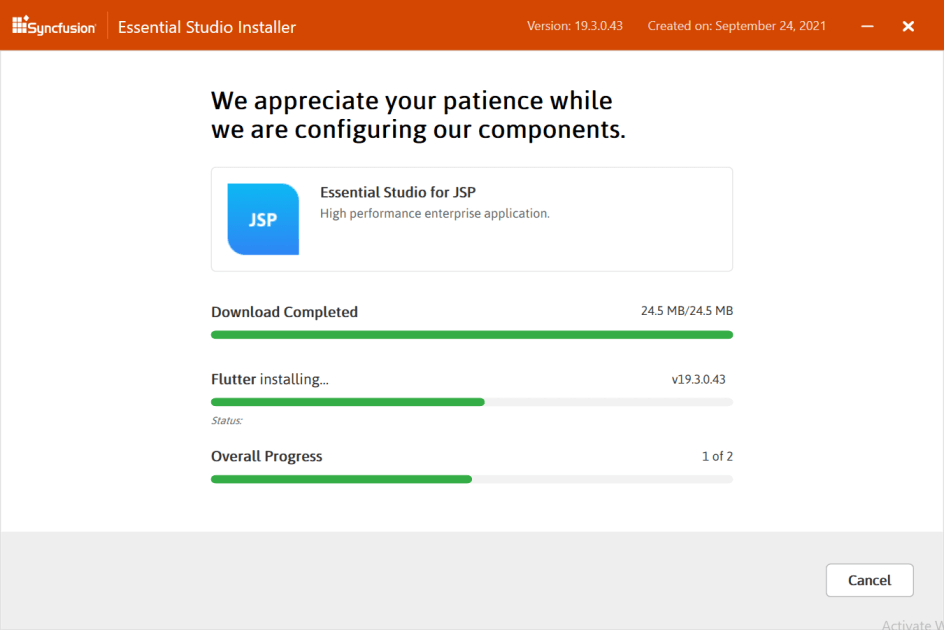 Syncfusion
Essential Studio Installer
Version: 19.3.0.43
Created on: September 24, 2021
We appreciate your patience while
we are configuring our components.
JSP
Essential Studio for JSP
High performance enterprise application.
Download Completed
24.5 MB/24.5 MB
Flutter installing...
v19.3.0.43
Status:
Overall Progress
1 of 2
Cancel
Activate W